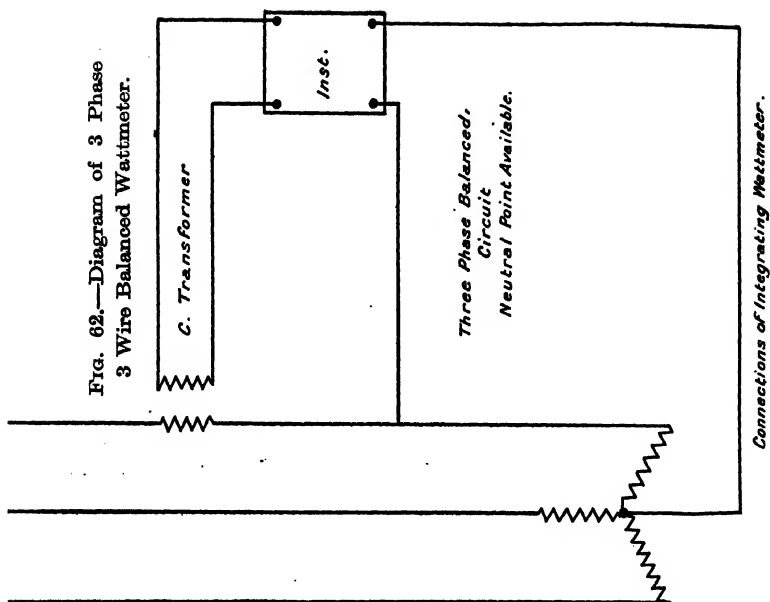 FIG. 62.—Diagram of 3 Phase
3 Wire Balanced Wattmeter.
C. Transformer
Inst.
Three Phase Balanced.
Circuit
Neutral Point Available.
Connections of Integrating Wattmeter.